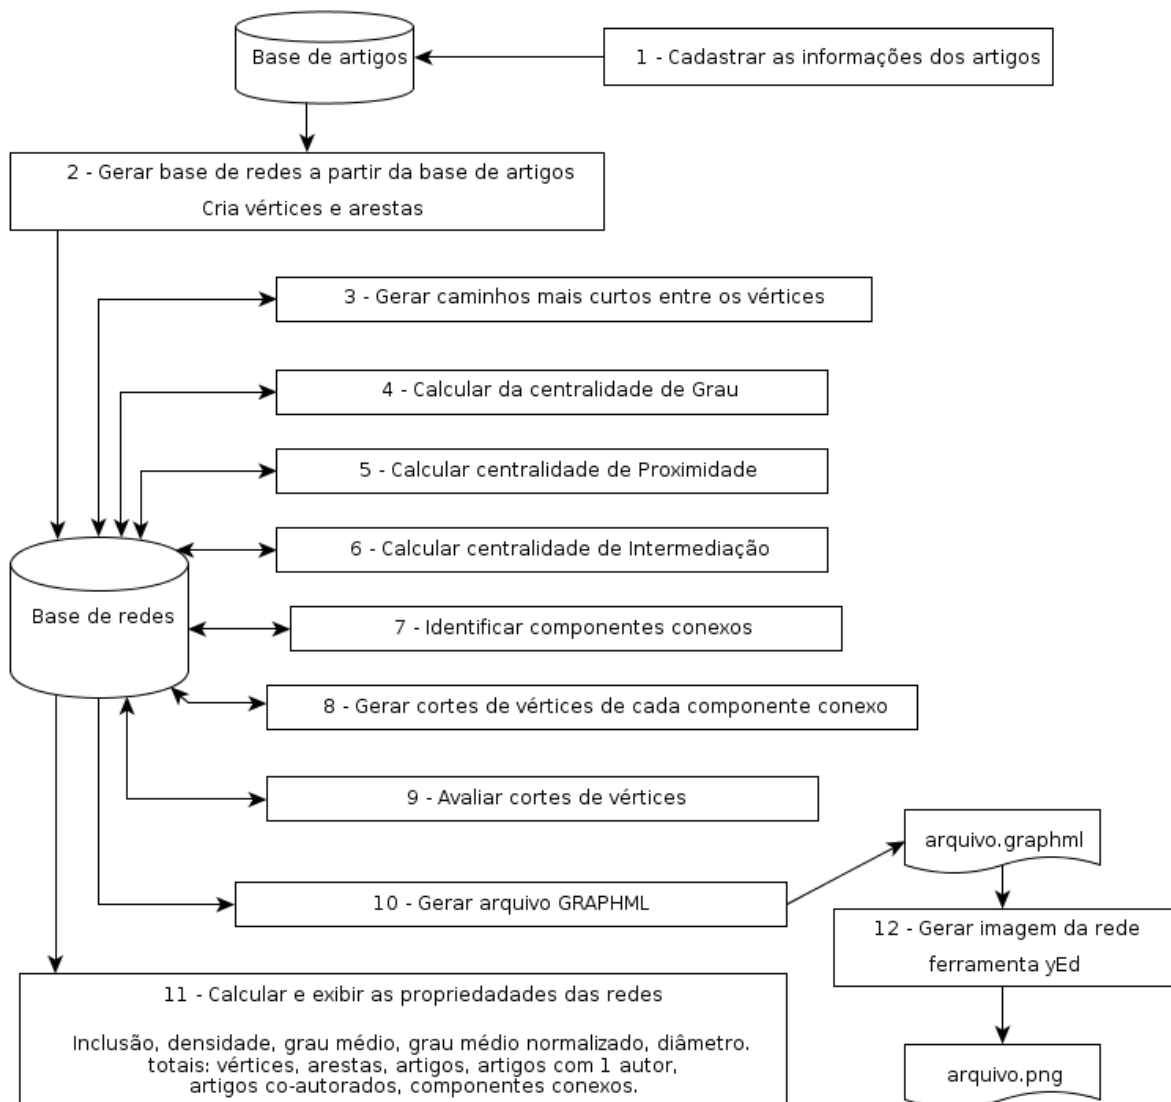 Base de artigos
1 - Cadastrar as informações dos artigos
2 - Gerar base de redes a partir da base de artigos
Cria vértices e arestas
3 - Gerar caminhos mais curtos entre os vértices
4 - Calcular da centralidade de Grau
5 - Calcular centralidade de Proximidade
6 - Calcular centralidade de Intermediação
Base de redes
7 - Identificar componentes conexos
8 - Gerar cortes de vértices de cada componente conexo
9 - Avaliar cortes de vértices
arquivo.graphml
10 - Gerar arquivo GRAPHML
12 - Gerar imagem da rede
ferramenta yEd
11 - Calcular e exibir as propriedadades das redes
Inclusão, densidade, grau médio, grau médio normalizado, diâmetro.
totais: vértices, arestas, artigos, artigos com 1 autor,
artigos co-autorados, componentes conexos.
arquivo.png